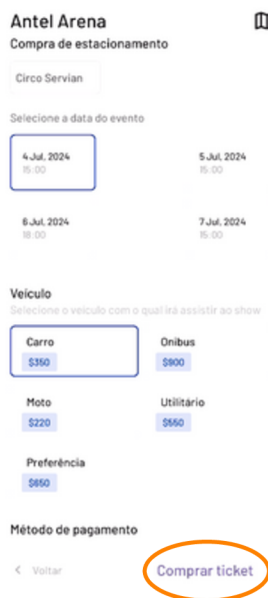 Antel Arena
Compra de estacionamento
Circo Servian
Selecione a data do evento
4 Jul, 2024
15:00
5 Jul, 2024
15:00
6 Jul, 2024
18:00
7 Jul, 2024
15:00
Veículo
Selecione o veículo com o qual irá assistir ao show
Carro
$350
Onibus
$900
Moto
$220
Utilitário
$550
Preferência
$650
Método de pagamento
< Voltar
Comprar ticket